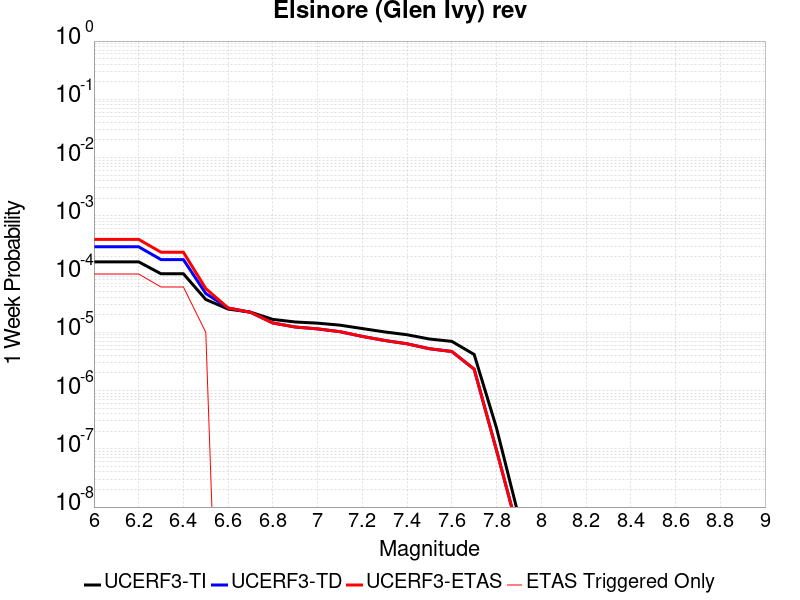 Elsinore (Glen Ivy) rev
10^0
10^-1
10^-2
10^-3
10^-4
10^-5
10^-6
10^-7
10^-8
1 Week Probability
6 6.2 6.4 6.6 6.8 7 7.2 7.4 7.6 7.8 8 8.2 8.4 8.6 8.8 9
Magnitude
UCERF3-TI UCERF3-TD UCERF3-ETAS ETAS Triggered Only